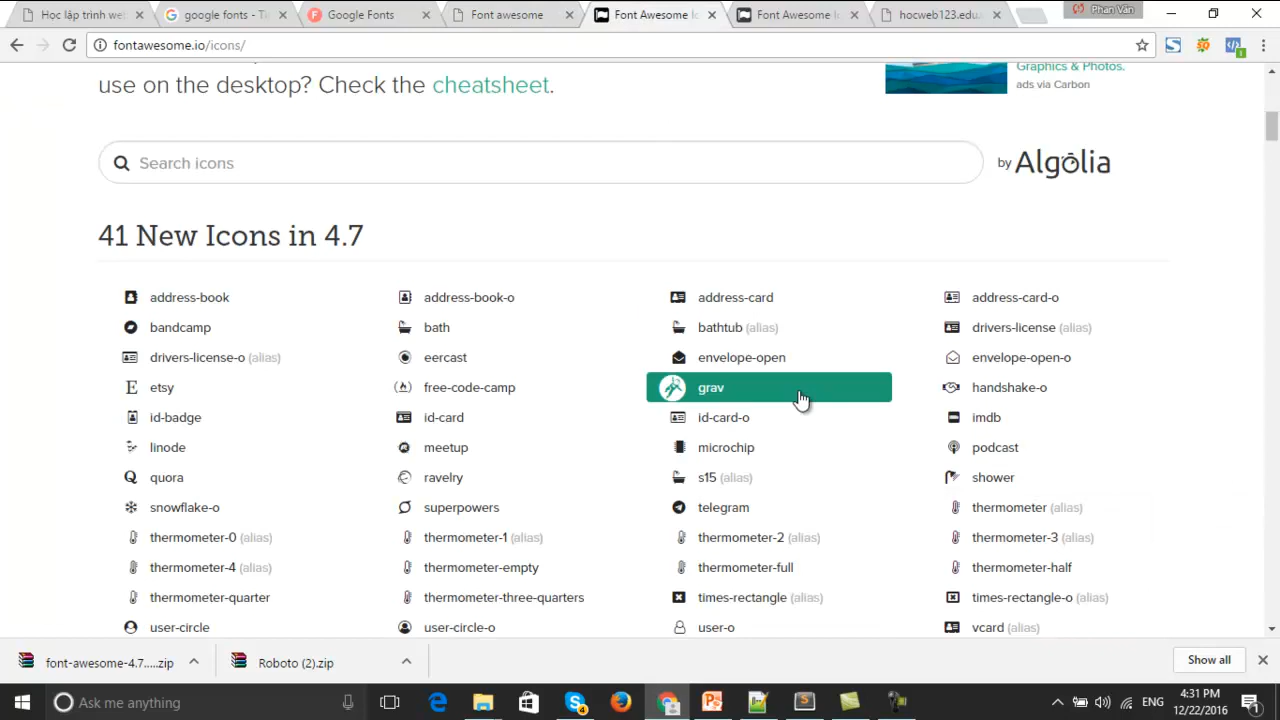 Học lập trình web
google fonts - Tì
Google Fonts
Font awesome
Font Awesome Ic
Font Awesome Ic
hocweb123.edu.
Phan Văn
fontawesome.io/icons/
use on the desktop? Check the cheatsheet.
Graphics & Photos.
ads via Carbon
Search icons
by Algolia
41 New Icons in 4.7
address-book address-book-o address-card address-card-o
bandcamp bath bathtub (alias) drivers-license (alias)
drivers-license-o (alias) eercast envelope-open envelope-open-o
etsy free-code-camp grav handshake-o
id-badge id-card id-card-o imdb
linode meetup microchip podcast
quora ravelry s15 (alias) shower
snowflake-o superpowers telegram thermometer (alias)
thermometer-0 (alias) thermometer-1 (alias) thermometer-2 (alias) thermometer-3 (alias)
thermometer-4 (alias) thermometer-empty thermometer-full thermometer-half
thermometer-quarter thermometer-three-quarters times-rectangle (alias) times-rectangle-o (alias)
user-circle user-circle-o user-o vcard (alias)
font-awesome-4.7.....zip Roboto (2).zip Show all
Ask me anything
ENG
4:31 PM
12/22/2016